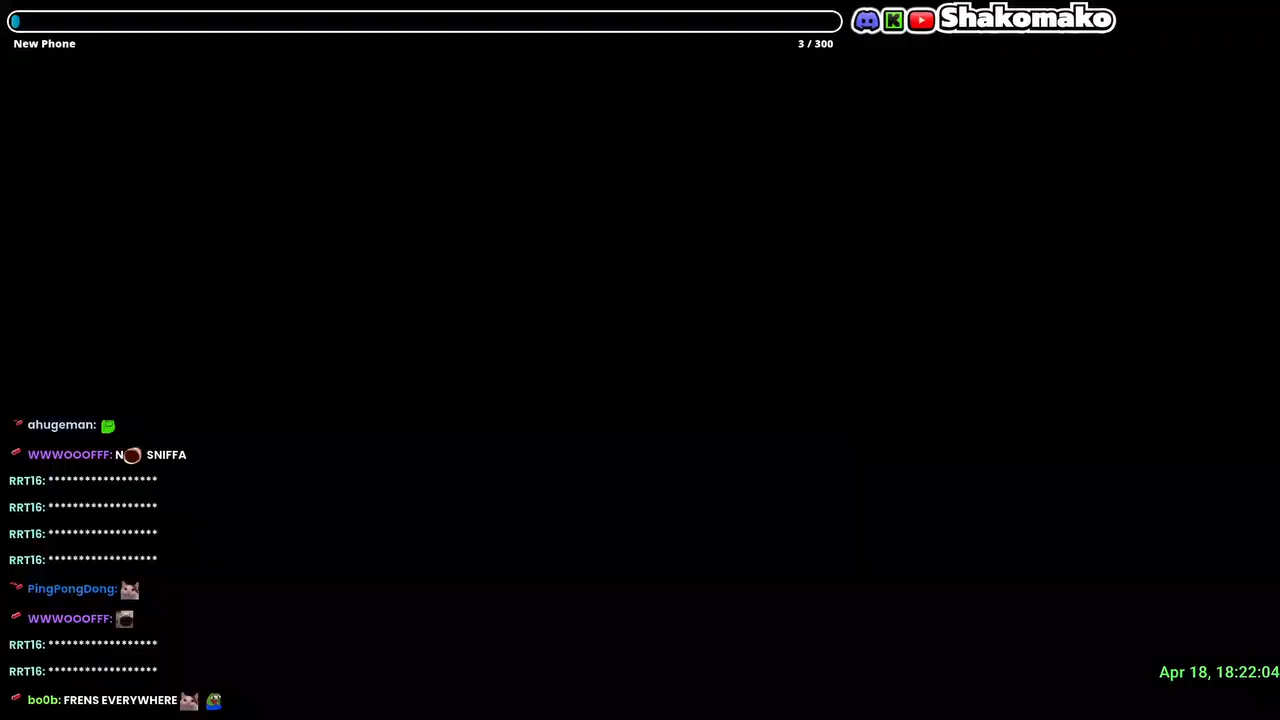 Shakomako
New Phone 3 / 300
ahugeman:
WWWOOOFFF: N SNIFFA
RRT16: ******************
RRT16: ******************
RRT16: ******************
RRT16: ******************
PingPongDong:
WWWOOOFFF:
RRT16: ******************
RRT16: ******************
Apr 18, 18:22:04
bo0b: FRENS EVERYWHERE